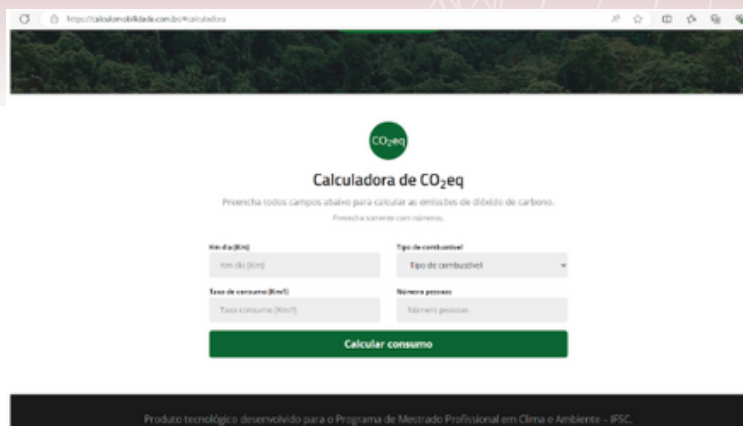 https://calculomobilidade.com.br/#calculadora
CO₂eq
Calculadora de CO₂eq
Preencha todos campos abaixo para calcular as emissões de dióxido de carbono.
Preencha somente com números.
Km dia [Km]
Tipo de combustível
Km dia [Km]
Tipo de combustível
Taxa de consumo [Km/l]
Número pessoas
Taxa consumo [Km/l]
Número pessoas
Calcular consumo
Produto tecnológico desenvolvido para o Programa de Mestrado Profissional em Clima e Ambiente – IFSC.